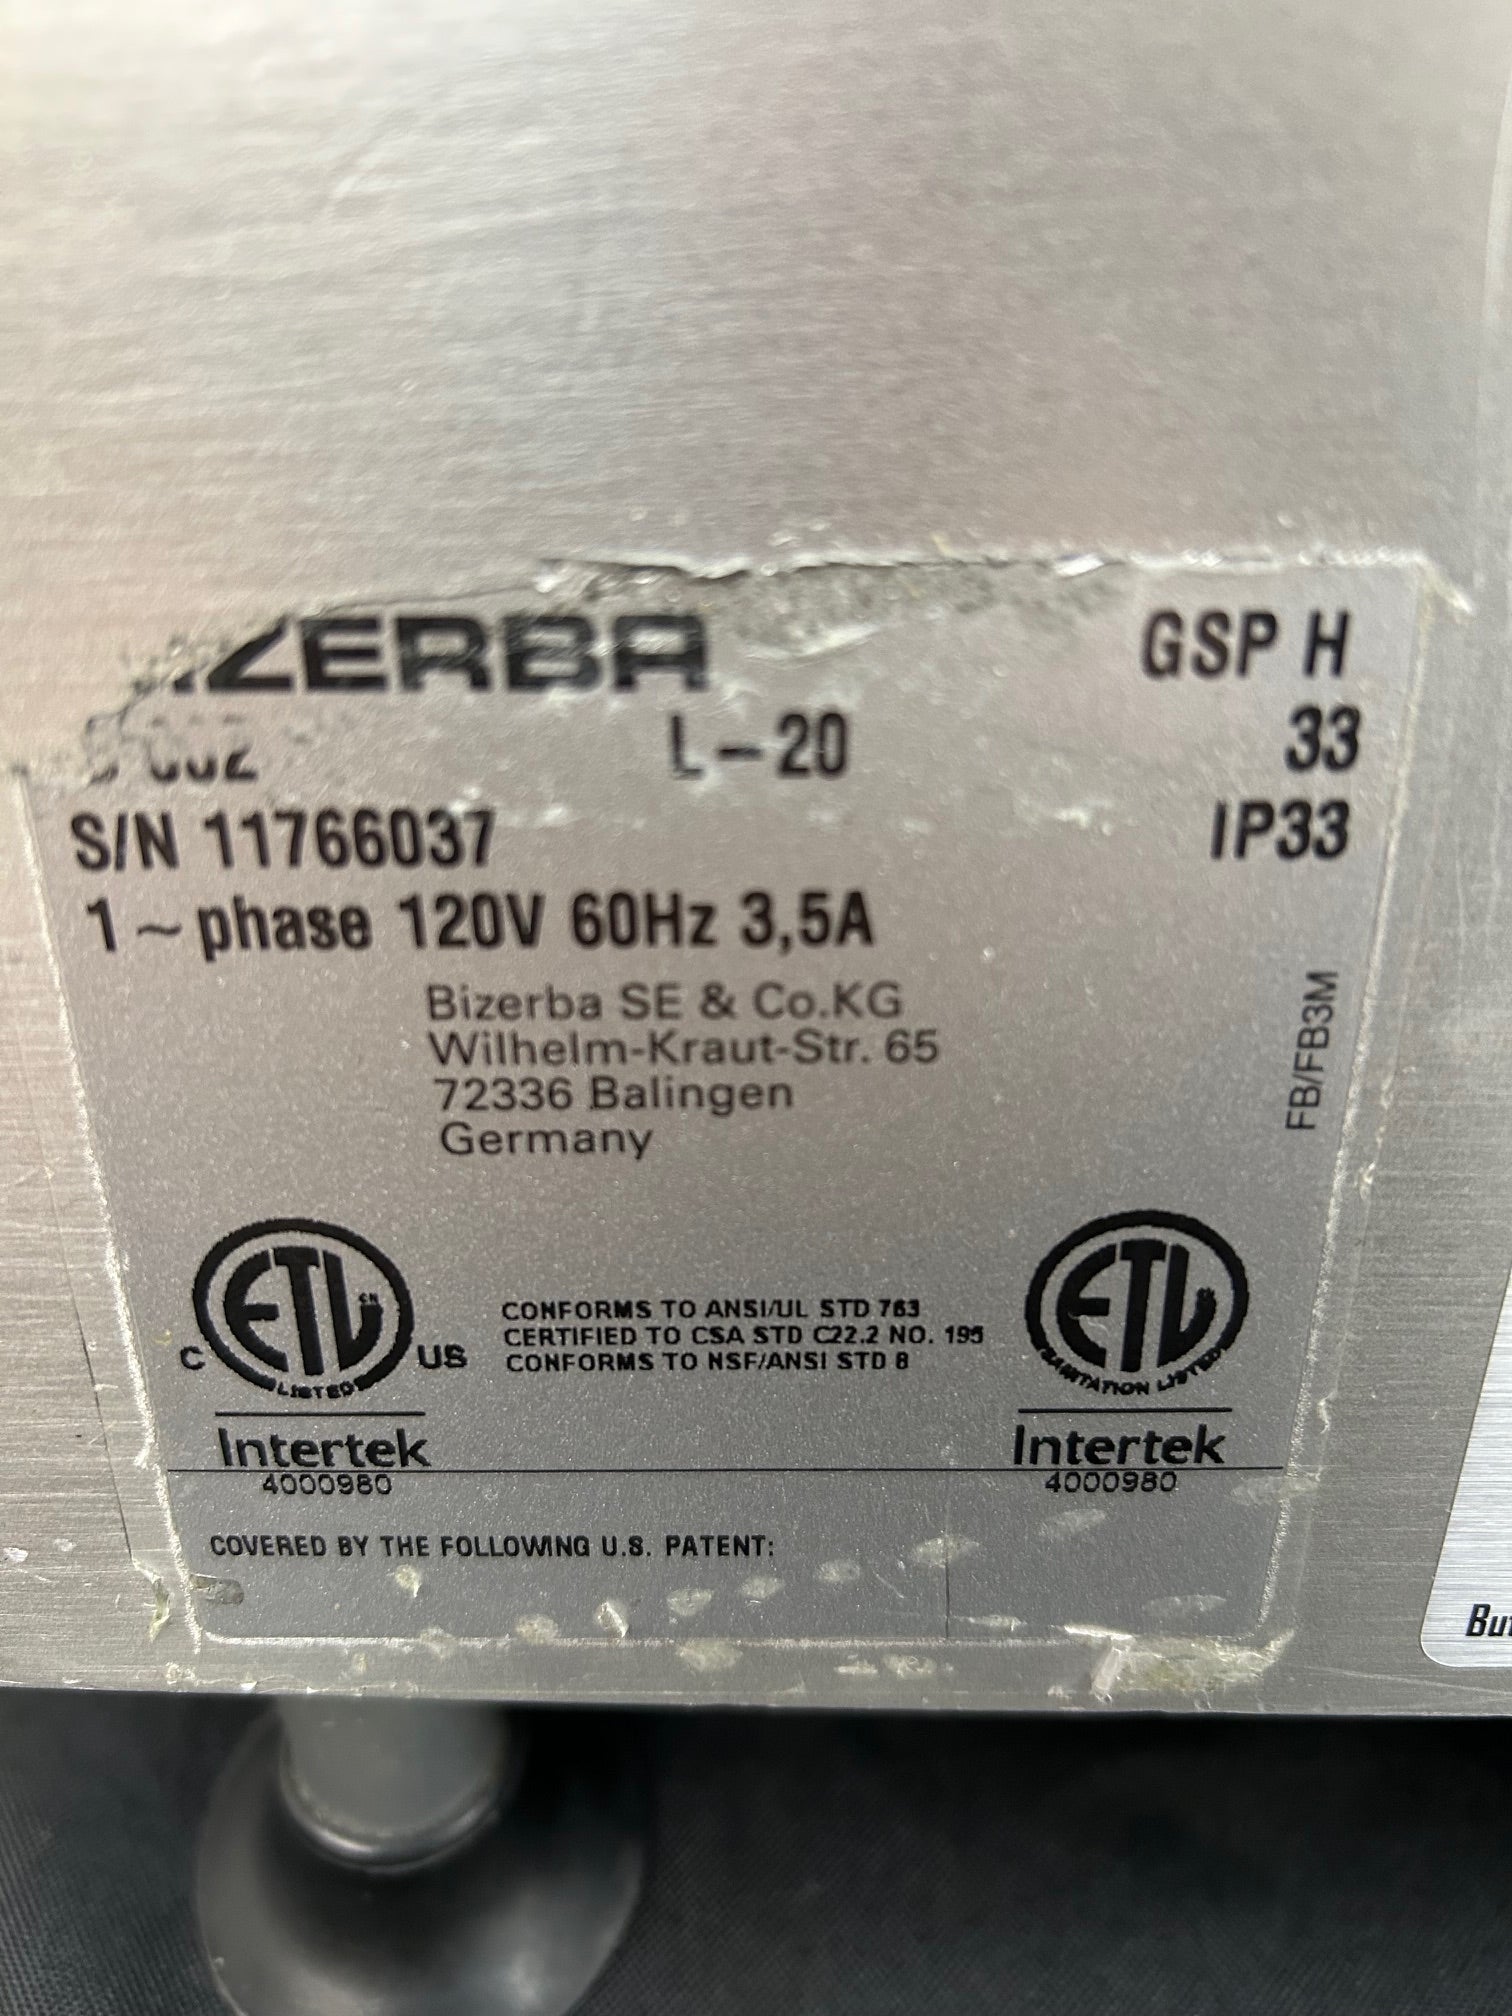 BIZERBA GSP H
L-20 33
S/N 11766037 IP33
1~phase 120V 60Hz 3,5A
Bizerba SE & Co.KG
Wilhelm-Kraut-Str. 65
72336 Balingen
Germany
FB/FB3M
ETL
C US
LISTED
Intertek
4000980
CONFORMS TO ANSI/UL STD 763
CERTIFIED TO CSA STD C22.2 NO. 195
CONFORMS TO NSF/ANSI STD 8
ETL
SANITATION LISTED
Intertek
4000980
COVERED BY THE FOLLOWING U.S. PATENT: